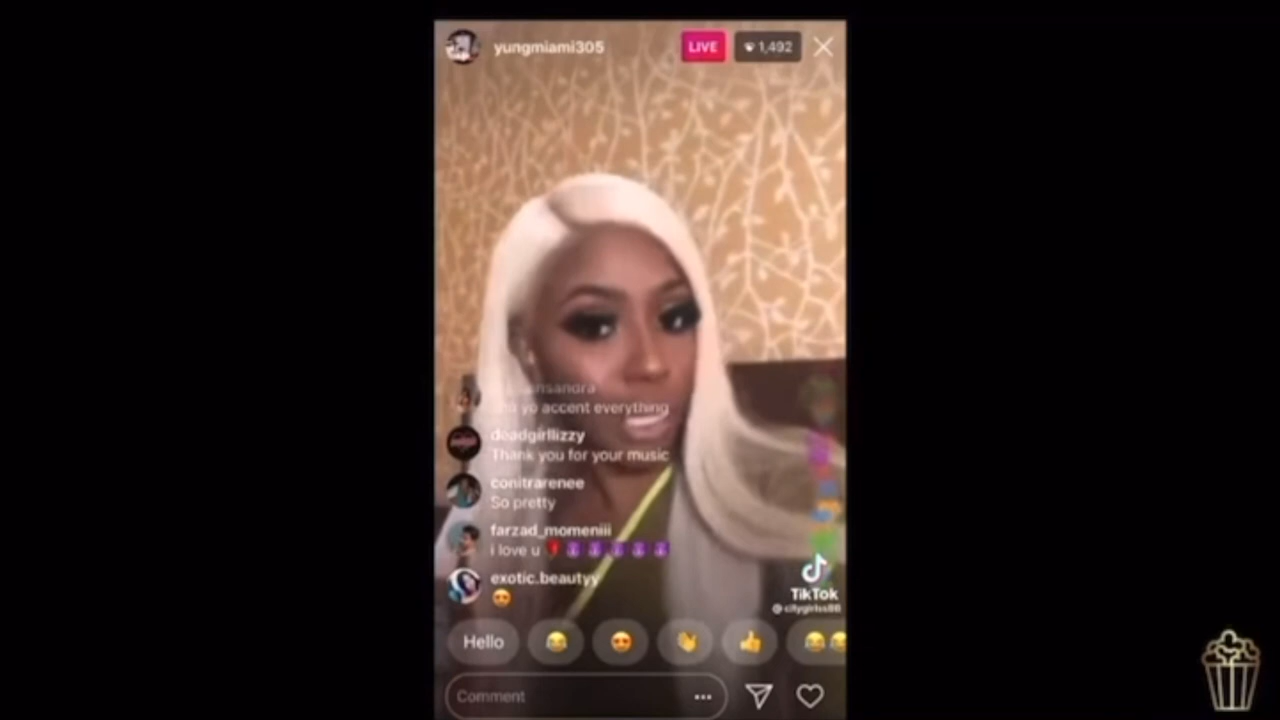 yungmiami305
LIVE
1,492
yo accent everything
deadgirllizzy
Thank you for your music
conitrarenee
So pretty
farzad_momeniii
i love u
exotic.beautyy
TikTok
@citygirlss88
Hello
Comment